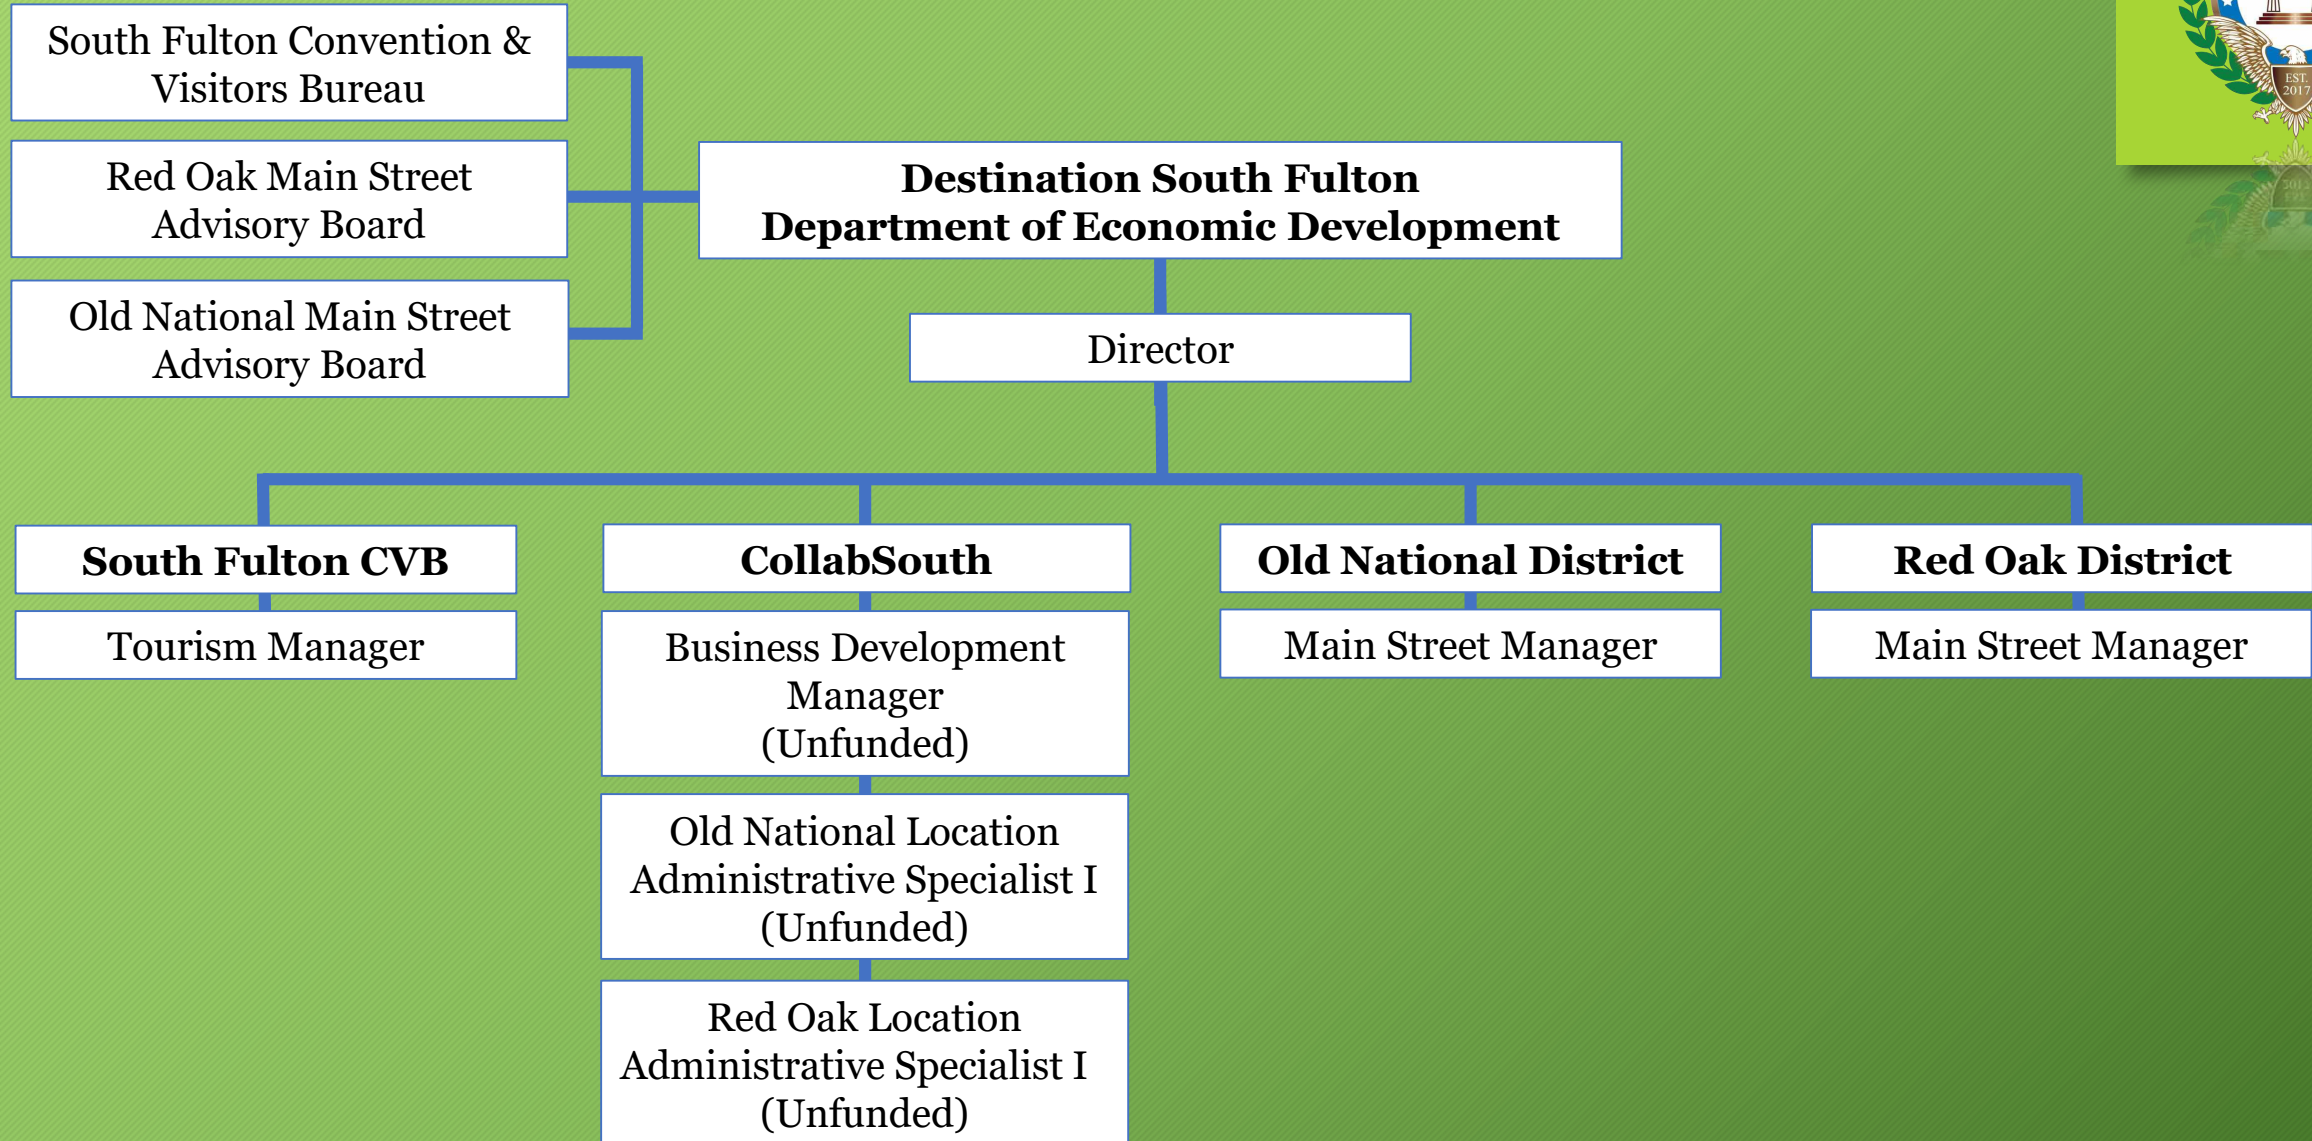 South Fulton Convention &
Visitors Bureau
Red Oak Main Street
Advisory Board
Old National Main Street
Advisory Board
Destination South Fulton
Department of Economic Development
Director
EST.
2017
South Fulton CVB
Tourism Manager
CollabSouth
Business Development
Manager
(Unfunded)
Old National Location
Administrative Specialist I
(Unfunded)
Red Oak Location
Administrative Specialist I
(Unfunded)
Old National District
Main Street Manager
Red Oak District
Main Street Manager